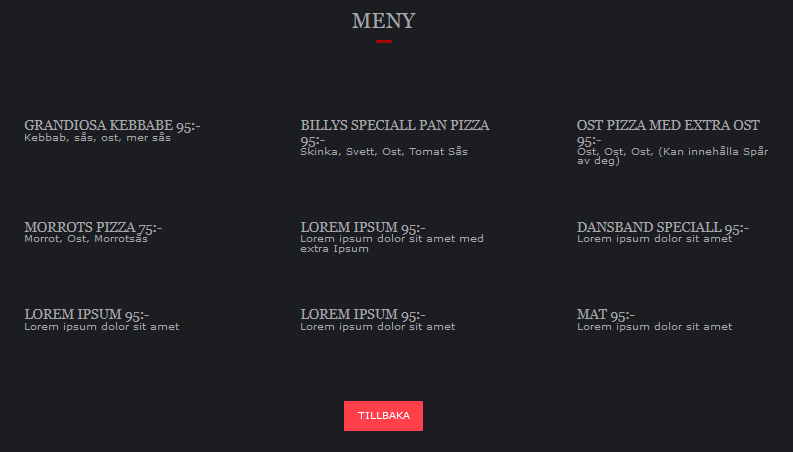 MENY
GRANDIOSA KEBBABE 95:-
Kebbab, sås, ost, mer sås
BILLYS SPECIALL PAN PIZZA
95:-
Skinka, Svett, Ost, Tomat Sås
OST PIZZA MED EXTRA OST
95:-
Ost, Ost, Ost, (Kan innehålla Spår
av deg)
MORROTS PIZZA 75:-
Morrot, Ost, Morrotsås
LOREM IPSUM 95:-
Lorem ipsum dolor sit amet med
extra Ipsum
DANSBAND SPECIALL 95:-
Lorem ipsum dolor sit amet
LOREM IPSUM 95:-
Lorem ipsum dolor sit amet
LOREM IPSUM 95:-
Lorem ipsum dolor sit amet
MAT 95:-
Lorem ipsum dolor sit amet
TILLBAKA